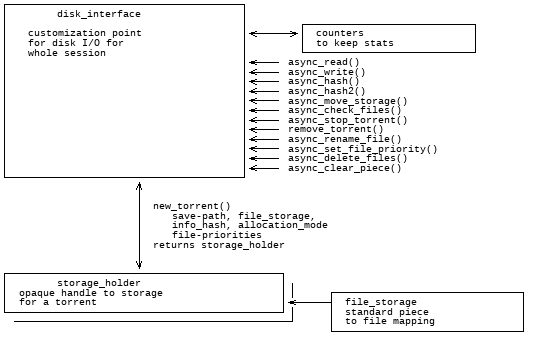 disk_interface
customization point
for disk I/O for
whole session
counters
to keep stats
async_read()
async_write()
async_hash()
async_hash2()
async_move_storage()
async_check_files()
async_stop_torrent()
remove_torrent()
async_rename_file()
async_set_file_priority()
async_delete_files()
async_clear_piece()
new_torrent()
save-path, file_storage,
info_hash, allocation_mode
file-priorities
returns storage_holder
storage_holder
opaque handle to storage
for a torrent
file_storage
standard piece
to file mapping